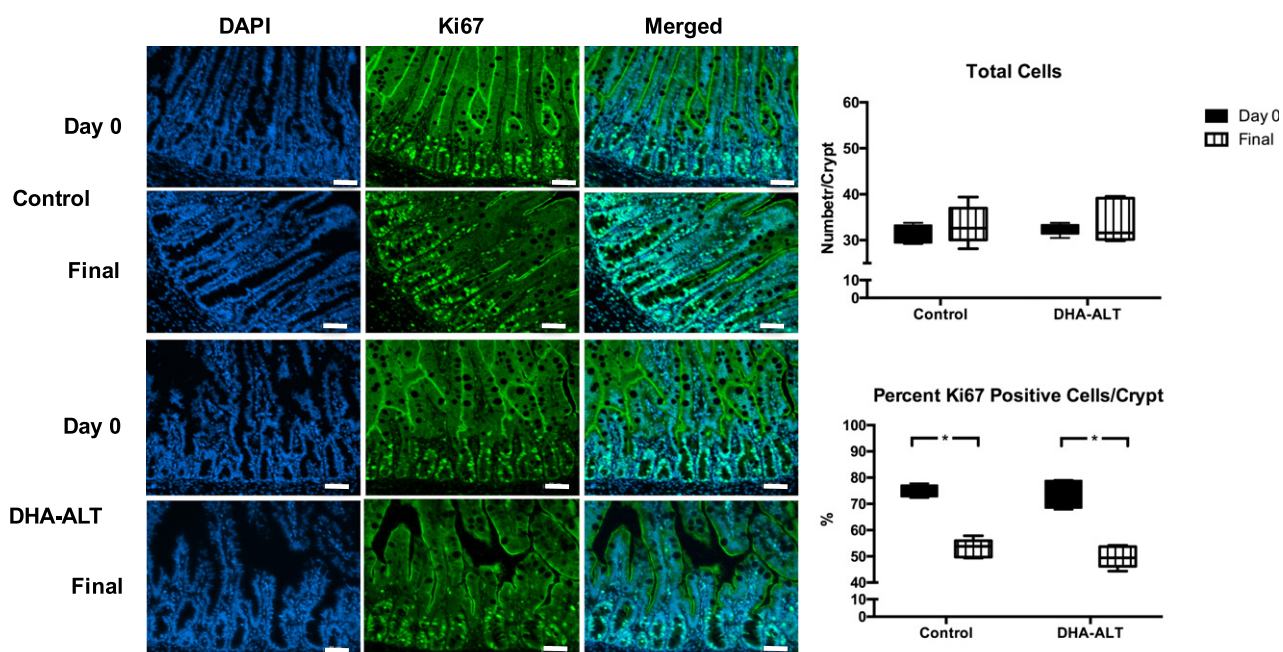 DAPI Ki67 Merged
Day 0
Control
Final
Day 0
DHA-ALT
Final
Total Cells
Numbetr/Crypt
60
50
40
30
10
0
Control DHA-ALT
Day 0
Final
Percent Ki67 Positive Cells/Crypt
%
100
90
80
70
60
50
40
10
0
* *
Control DHA-ALT